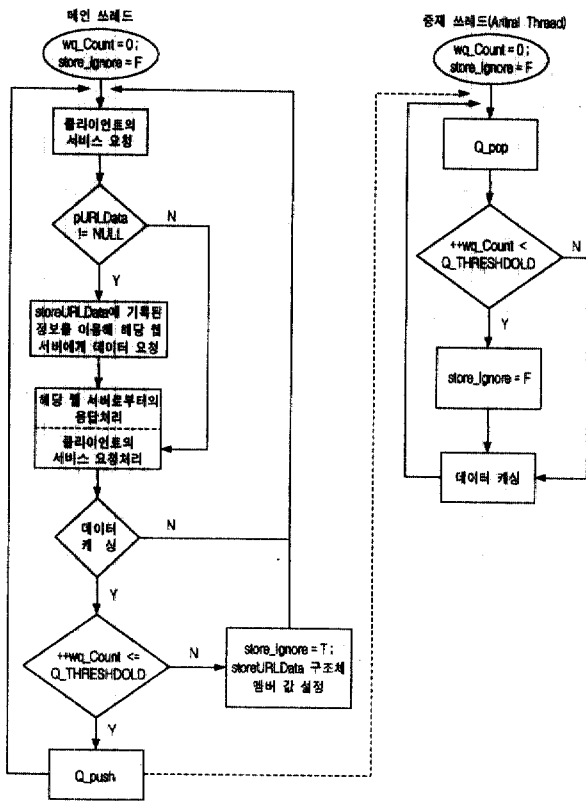 메인 쓰레드
wq_Count = 0 ;
store_ignore = F
클라이언트의
서비스 요청
pURLData
!= NULL
N
Y
storeURLData에 기록된
정보를 이용해 해당 웹
서버에게 데이터 요청
해당 웹 서버로부터의
응답처리
클라이언트의
서비스 요청처리
데이터
캐 싱
N
Y
++wq_Count <=
Q_THRESHDOLD
N
store_ignore = T ;
storeURLData 구조체
멤버 값 설정
Y
Q_push
중재 쓰레드(Arbiral Thread)
wq_Count = 0 ;
store_ignore = F
Q_pop
++wq_Count <
Q_THRESHDOLD
N
Y
store_ignore = F
데이터 캐싱